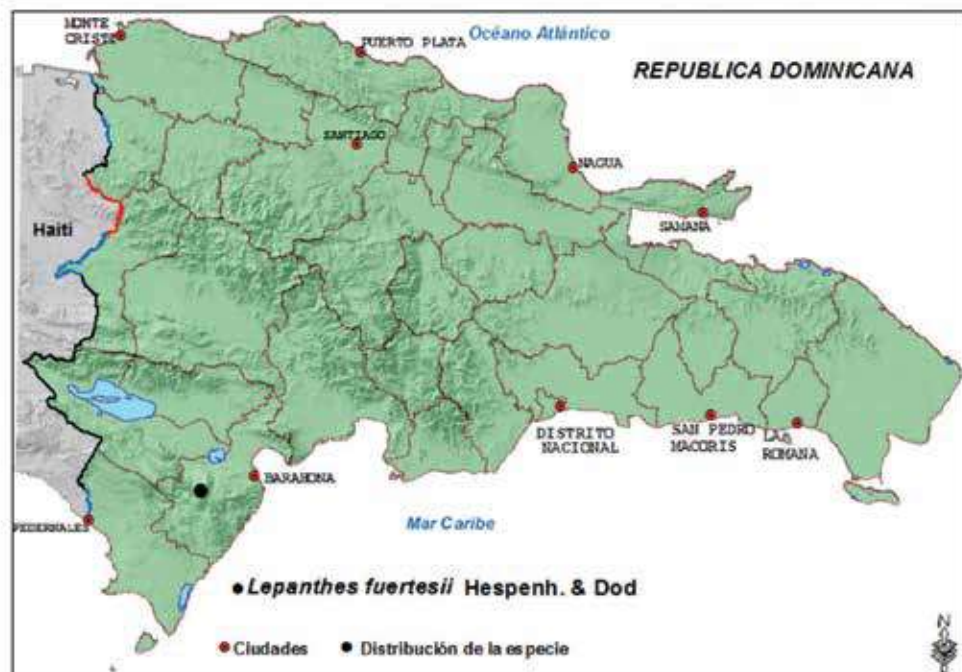 MONTE
CRISTI
PUERTO PLATA
Océano Atlántico
REPUBLICA DOMINICANA
SANTIAGO
NAGUA
SAMANA
Haiti
DISTRITO
NACIONAL
SAN PEDRO
MACORIS
LA
ROMANA
BARAHONA
PEDERNALES
Mar Caribe
Lepanthes fuertesii Hespenh. & Dod
Ciudades
Distribución de la especie
N